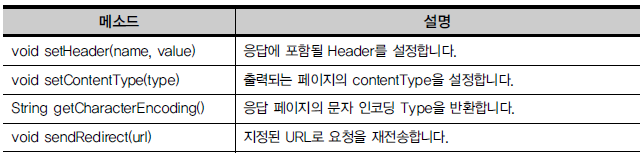 메소드 설명
void setHeader(name, value) 응답에 포함될 Header를 설정합니다.
void setContentType(type) 출력되는 페이지의 contentType을 설정합니다.
String getCharacterEncoding() 응답 페이지의 문자 인코딩 Type을 반환합니다.
void sendRedirect(url) 지정된 URL로 요청을 재전송합니다.